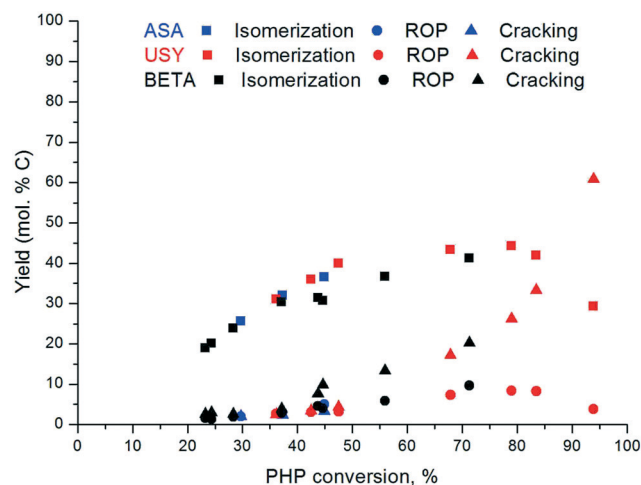 100
ASA Isomerization ROP Cracking
90
USY Isomerization ROP Cracking
BETA Isomerization ROP Cracking
80
70
60
50
40
30
20
10
0
Yield (mol. % C)
0 10 20 30 40 50 60 70 80 90 100
PHP conversion, %